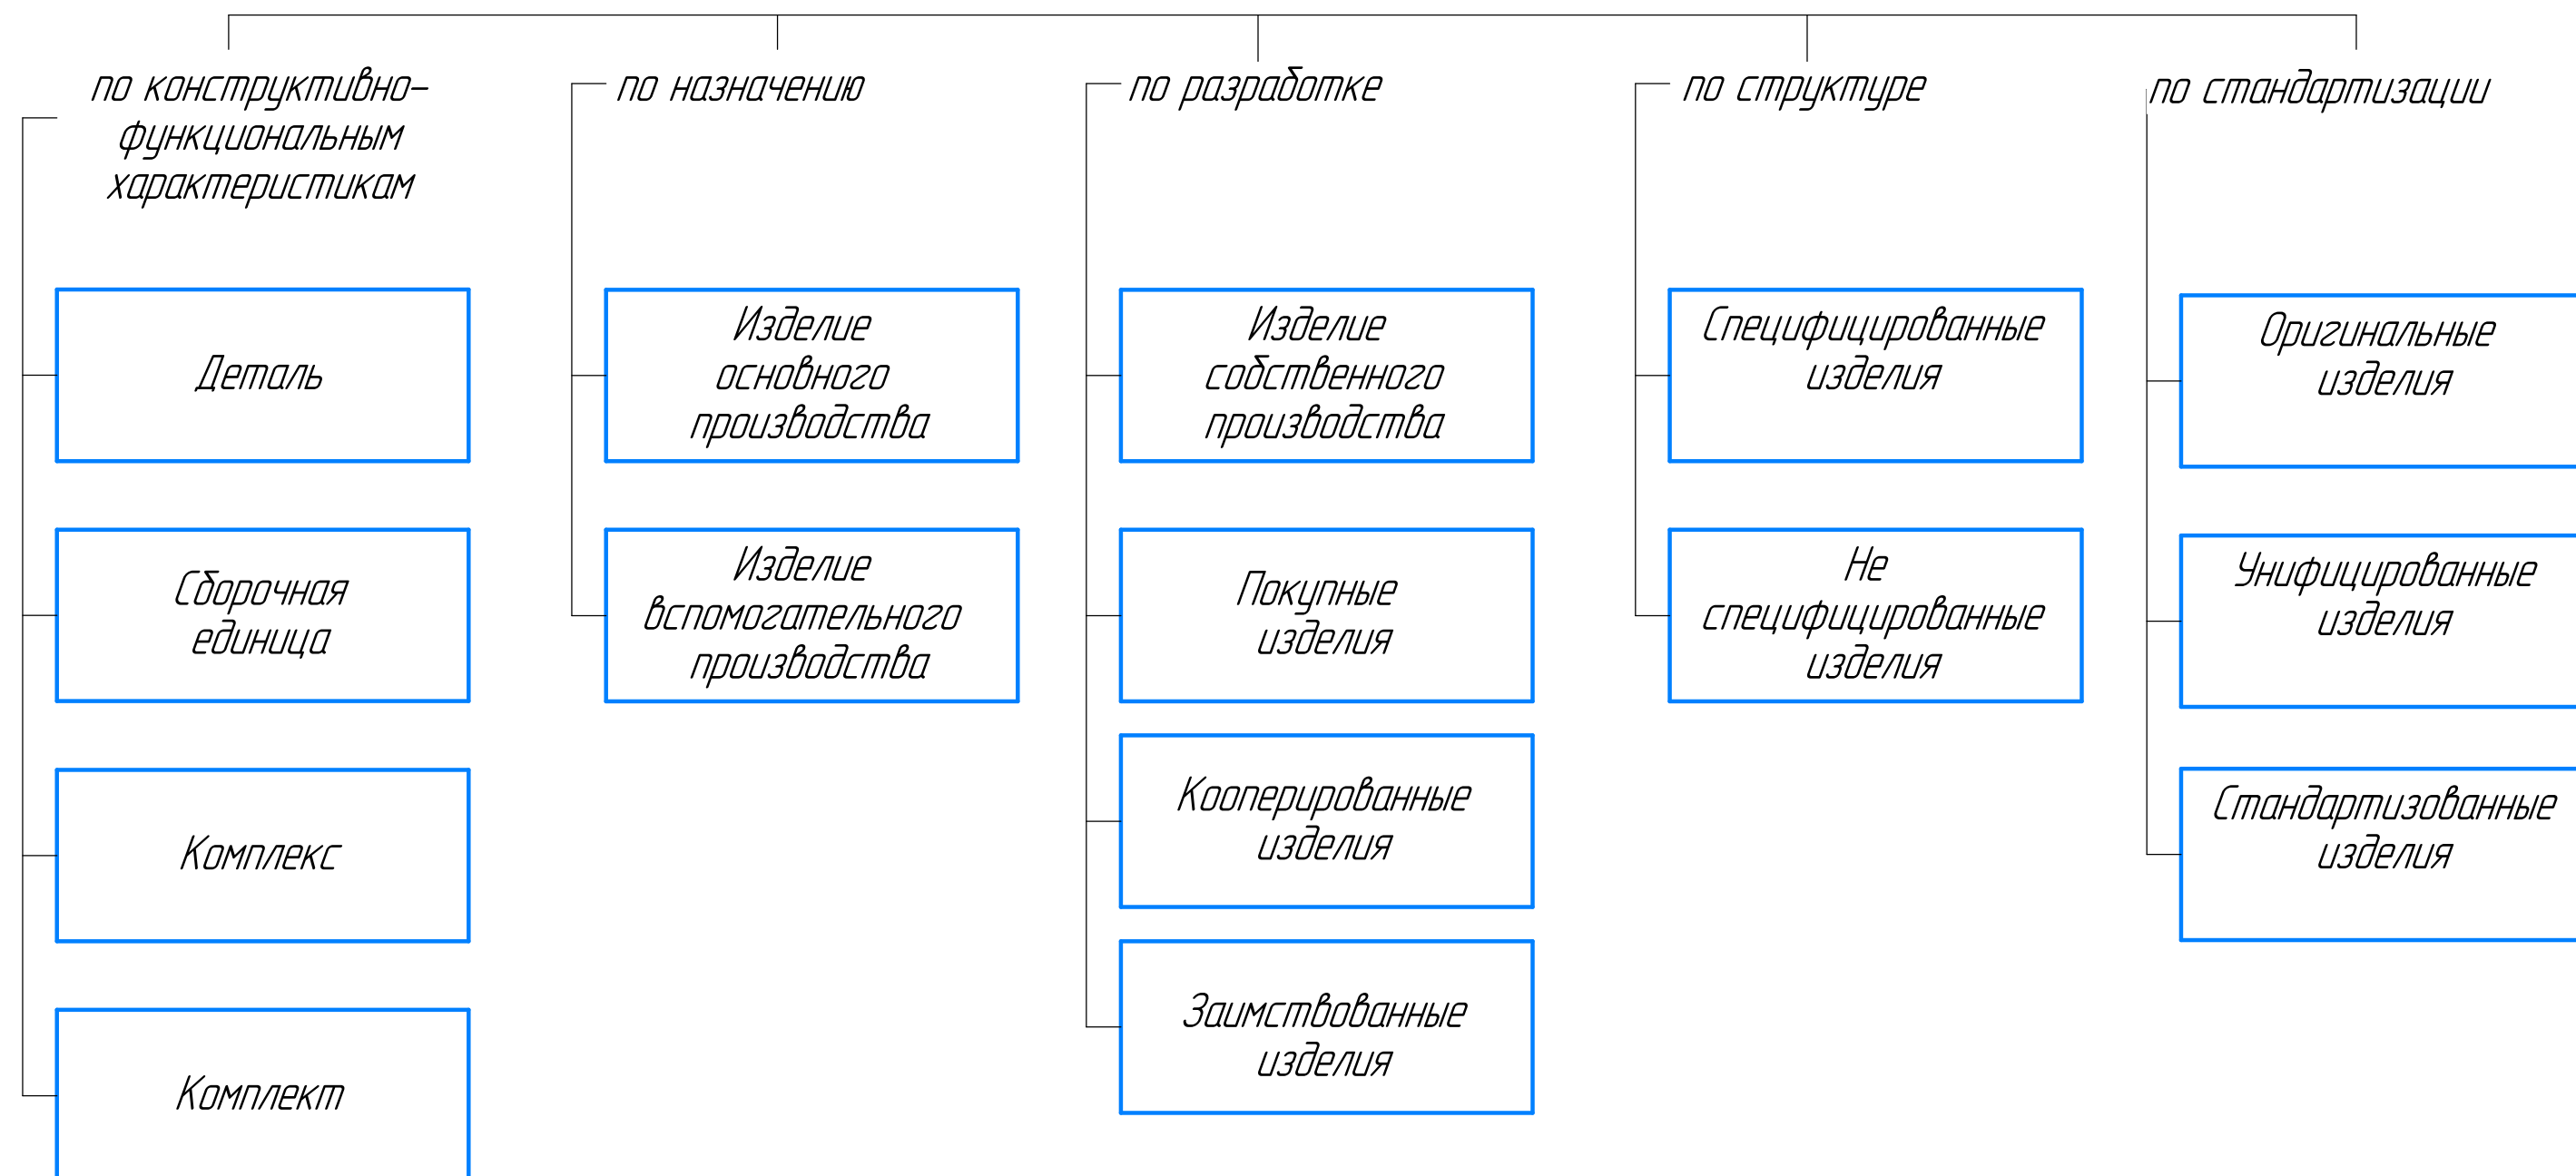 по конструктивно-
функциональным
характеристикам
Деталь
Сборочная
единица
Комплекс
Комплект
по назначению
Изделие
основного
производства
Изделие
вспомогательного
производства
по разработке
Изделие
собственного
производства
Покупные
изделия
Кооперированные
изделия
Заимствованные
изделия
по структуре
Специфицированные
изделия
Не
специфицированные
изделия
по стандартизации
Оригинальные
изделия
Унифицированные
изделия
Стандартизованные
изделия